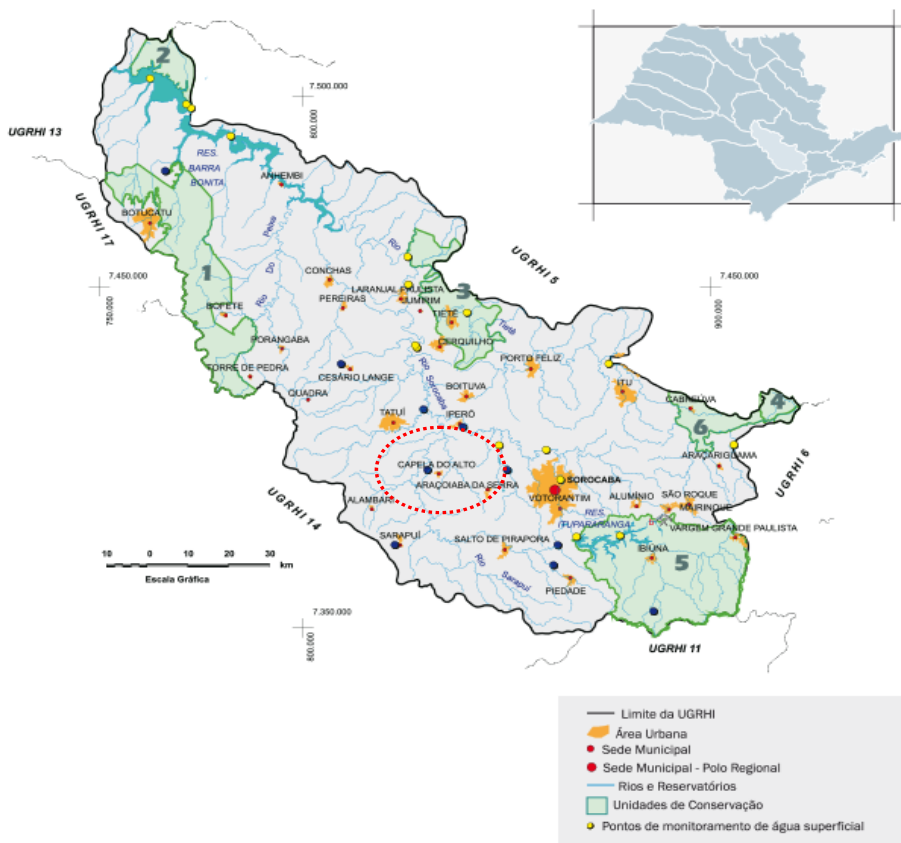 2
7.500.000
800.000
UGRHI 13
RES.
BARRA
BONITA
ANHEMBI
UGRHI 17
BOTUCATU
Peixe
Do
Rio
Rio
UGRHI 5
1
CONCHAS
LARANJAL PAULISTA
3
7.450.000
7.450.000
750.000
900.000
PEREIRAS
JUMIRIM
TIETÊ
Tietê
BOFETE
CERQUILHO
PORANGABA
PORTO FELIZ
TORRE DE PEDRA
CESÁRIO LANGE
Rio Sorocaba
BOITUVA
ITU
QUADRA
CABREÚVA
4
TATUÍ
IPERÓ
6
ARAÇARIGUAMA
UGRHI 6
CAPELA DO ALTO
ARAÇOIABA DA SERRA
SOROCABA
UGRHI 14
ALAMBARI
VOTORANTIM
ALUMÍNIO
SÃO ROQUE
MAIRINQUE
RES.
ITUPARARANGA
VARGEM GRANDE PAULISTA
SARAPUÍ
SALTO DE PIRAPORA
IBIÚNA
5
Rio
Sarapuí
PIEDADE
10 0 10 20 30
km
Escala Gráfica
7.350.000
800.000
UGRHI 11
Limite da UGRHI
Área Urbana
Sede Municipal
Sede Municipal - Polo Regional
Rios e Reservatórios
Unidades de Conservação
Pontos de monitoramento de água superficial